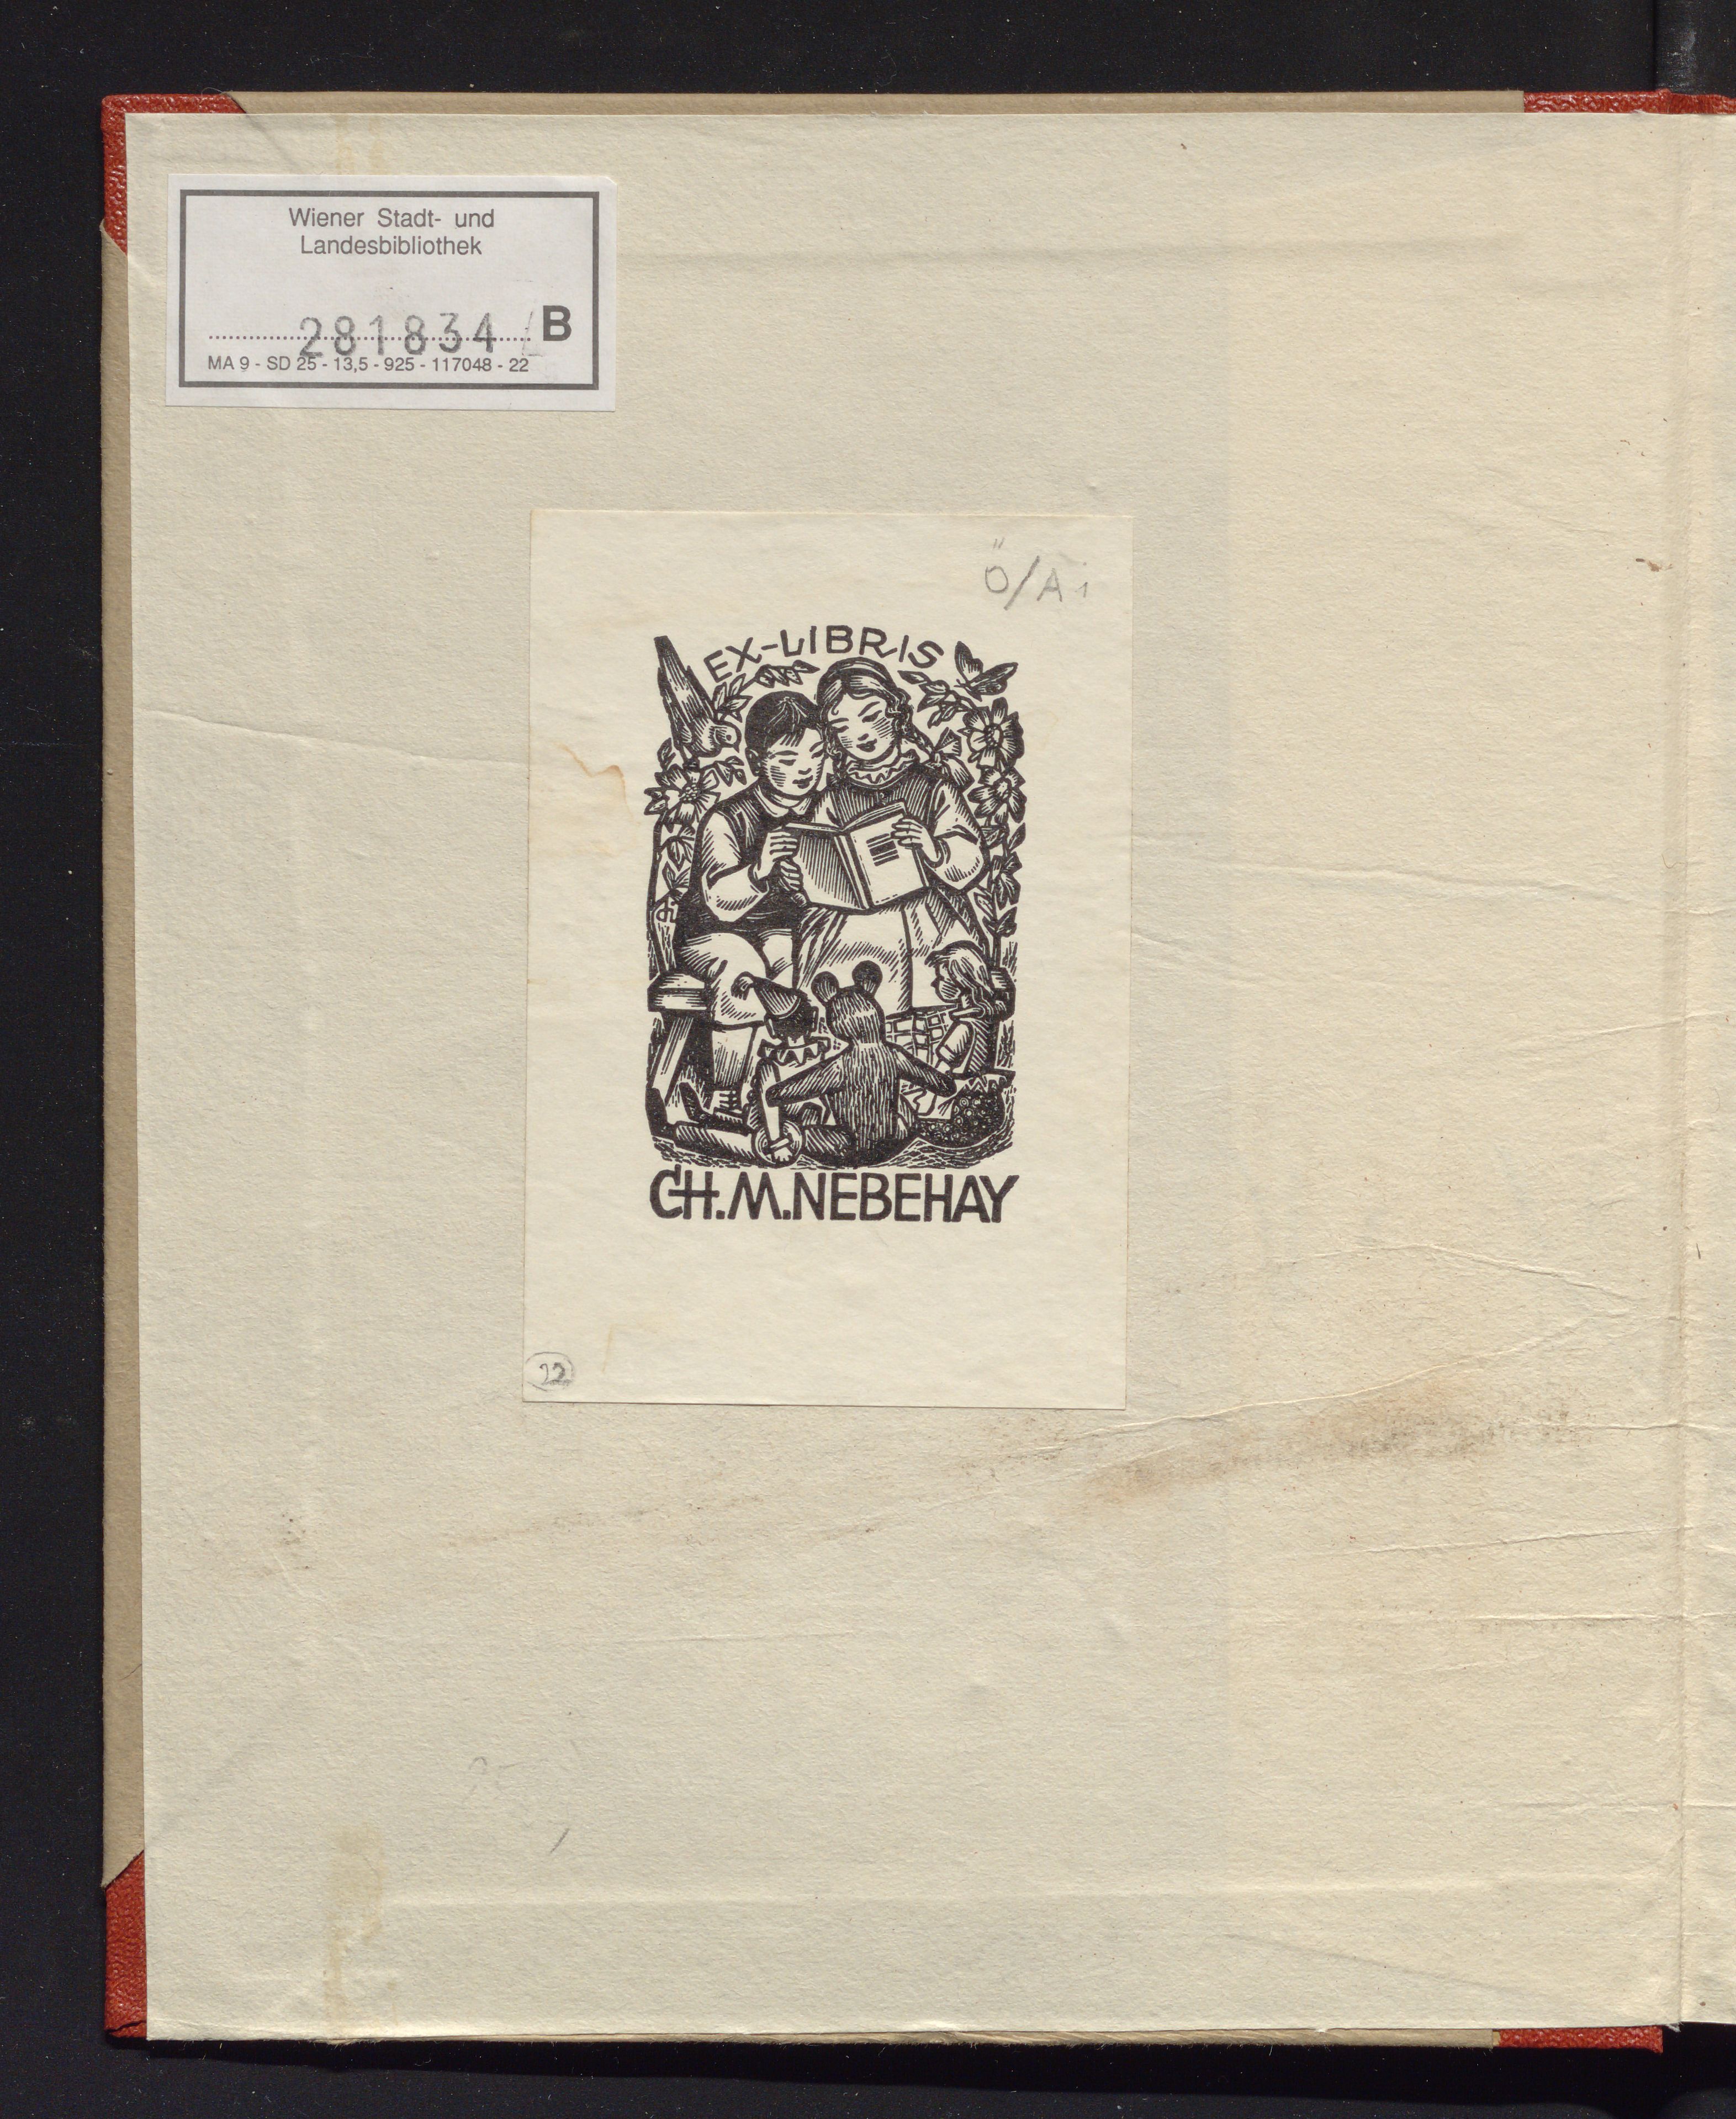 Wiener Stadt- und
Landesbibliothek
281834 B
MA 9 - SD 25 - 13,5 - 925 - 117048 - 22
Ö/A i
EX-LIBRIS
CH.M.NEBEHAY
22